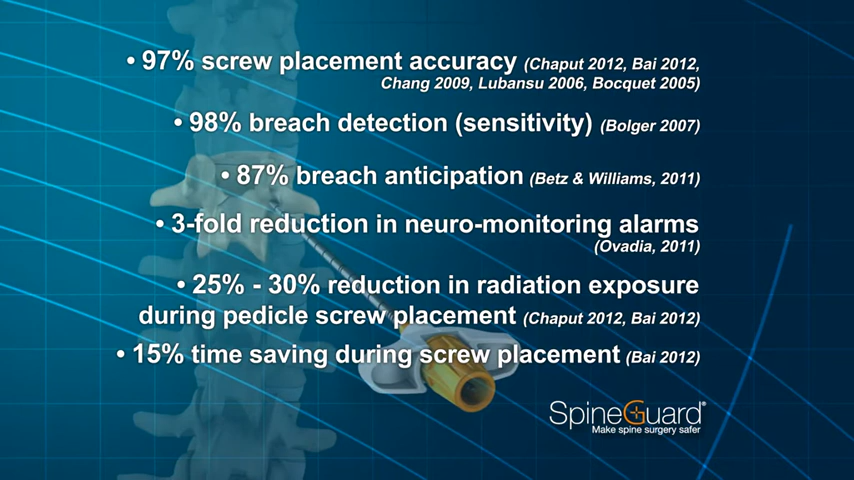 • 97% screw placement accuracy (Chaput 2012, Bai 2012,
Chang 2009, Lubansu 2006, Bocquet 2005)
• 98% breach detection (sensitivity) (Bolger 2007)
• 87% breach anticipation (Betz & Williams, 2011)
• 3-fold reduction in neuro-monitoring alarms
(Ovadia, 2011)
• 25% - 30% reduction in radiation exposure
during pedicle screw placement (Chaput 2012, Bai 2012)
• 15% time saving during screw placement (Bai 2012)
SpineGuard®
Make spine surgery safer